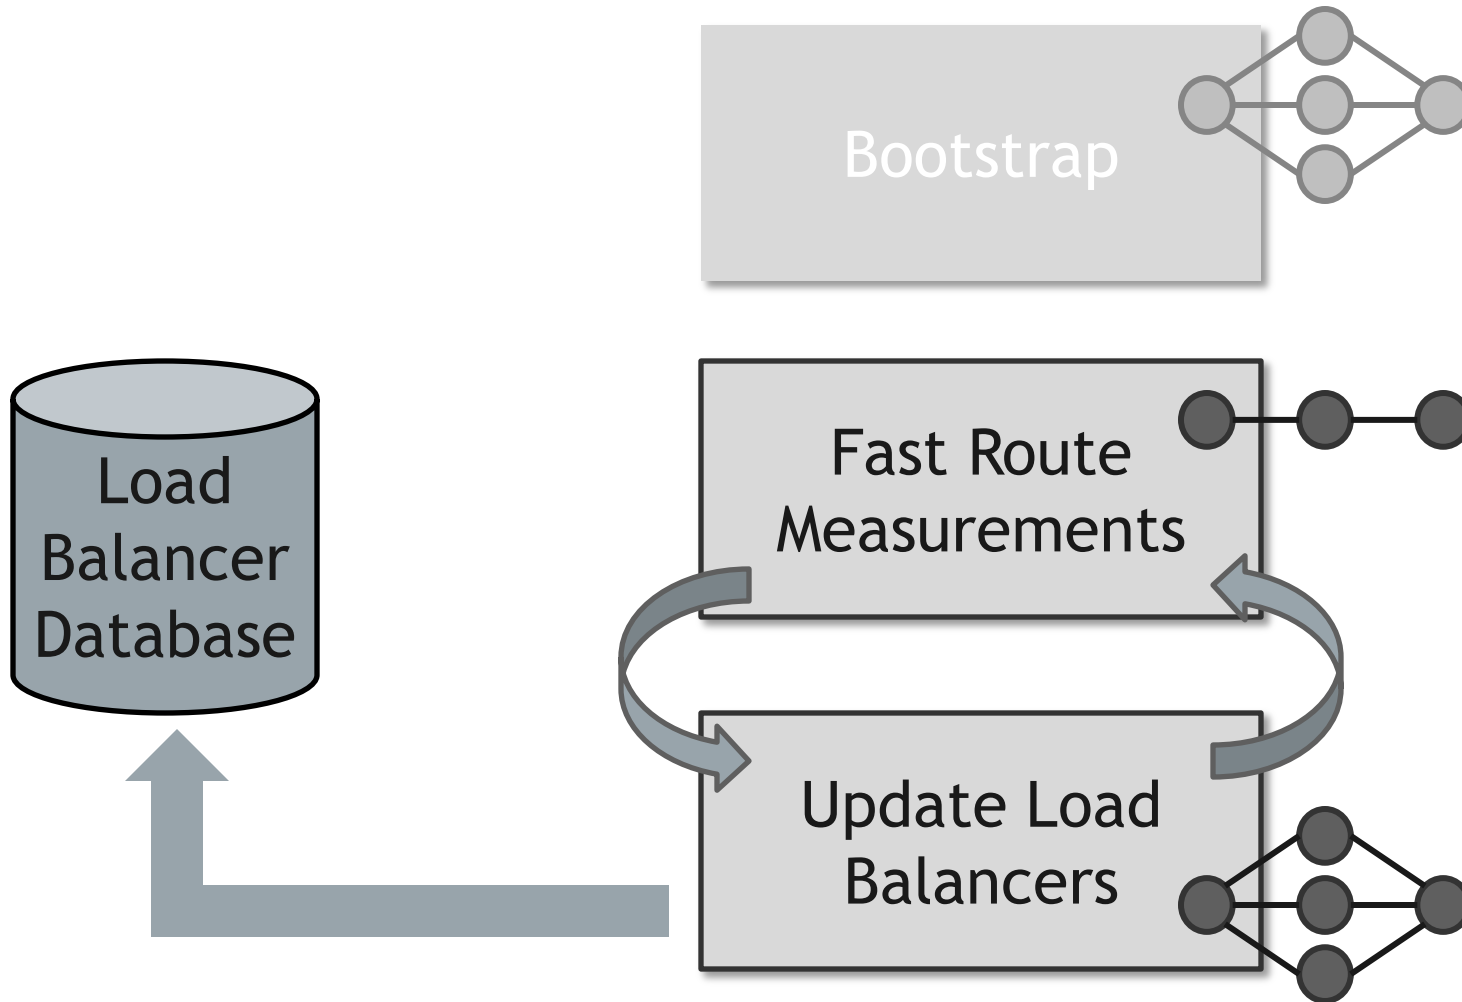 Bootstrap
Load
Balancer
Database
Fast Route
Measurements
Update Load
Balancers